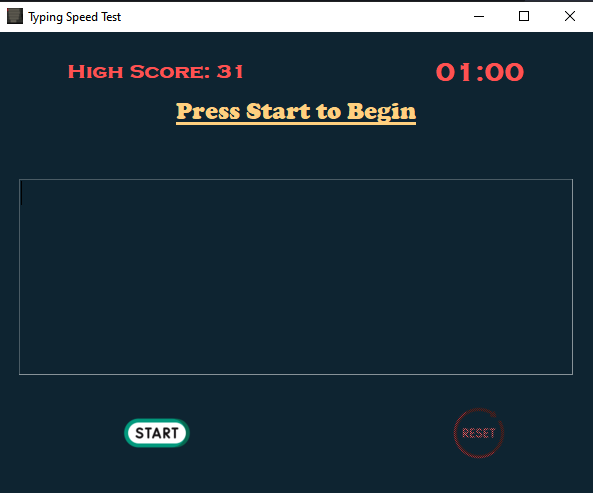 Typing Speed Test
High Score: 31
01:00
Press Start to Begin
START
RESET